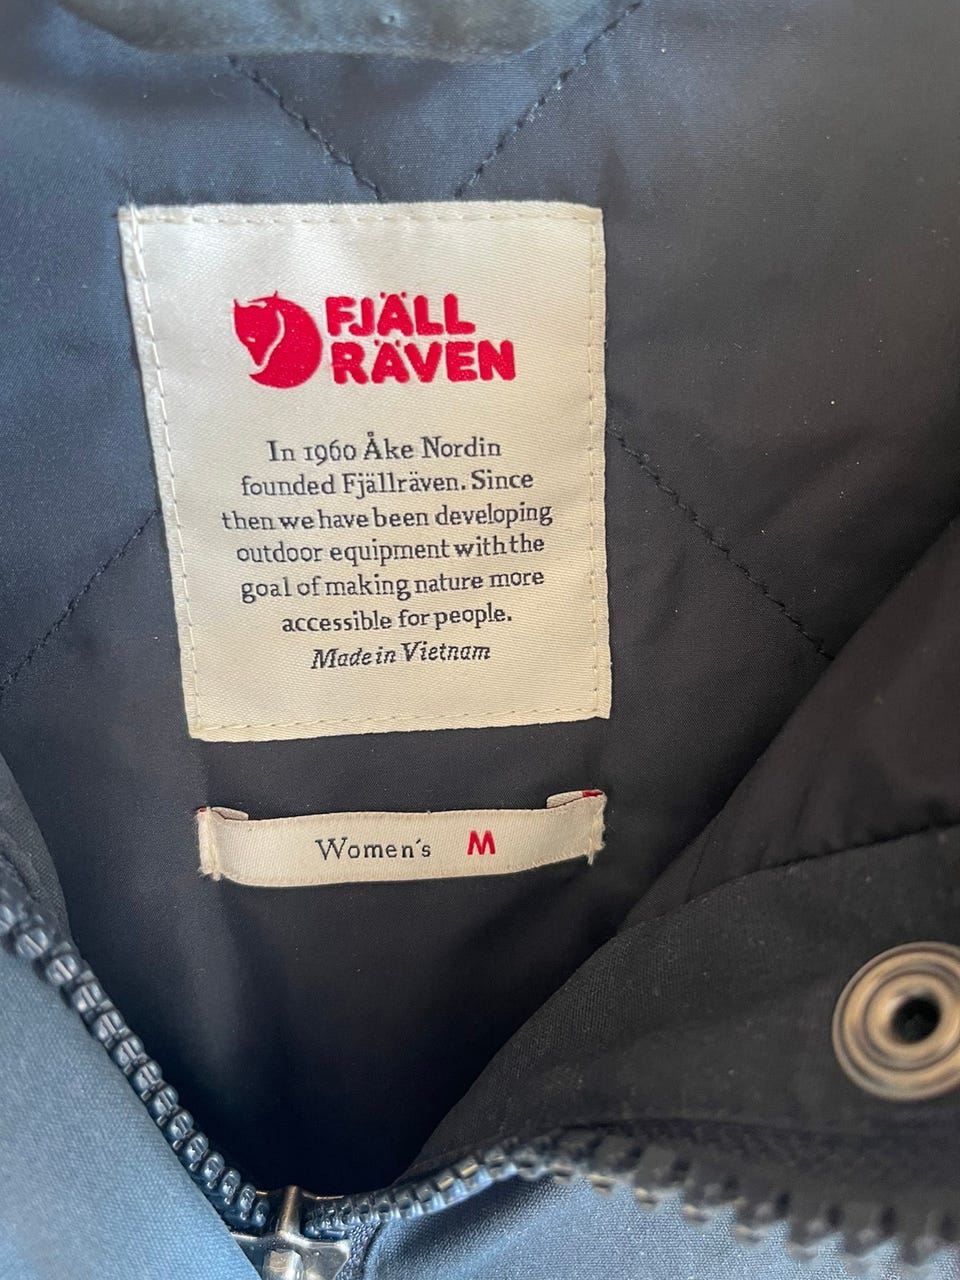 FJÄLL
RÄVEN
In 1960 Åke Nordin
founded Fjällräven. Since
then we have been developing
outdoor equipment with the
goal of making nature more
accessible for people.
Made in Vietnam
Women's M